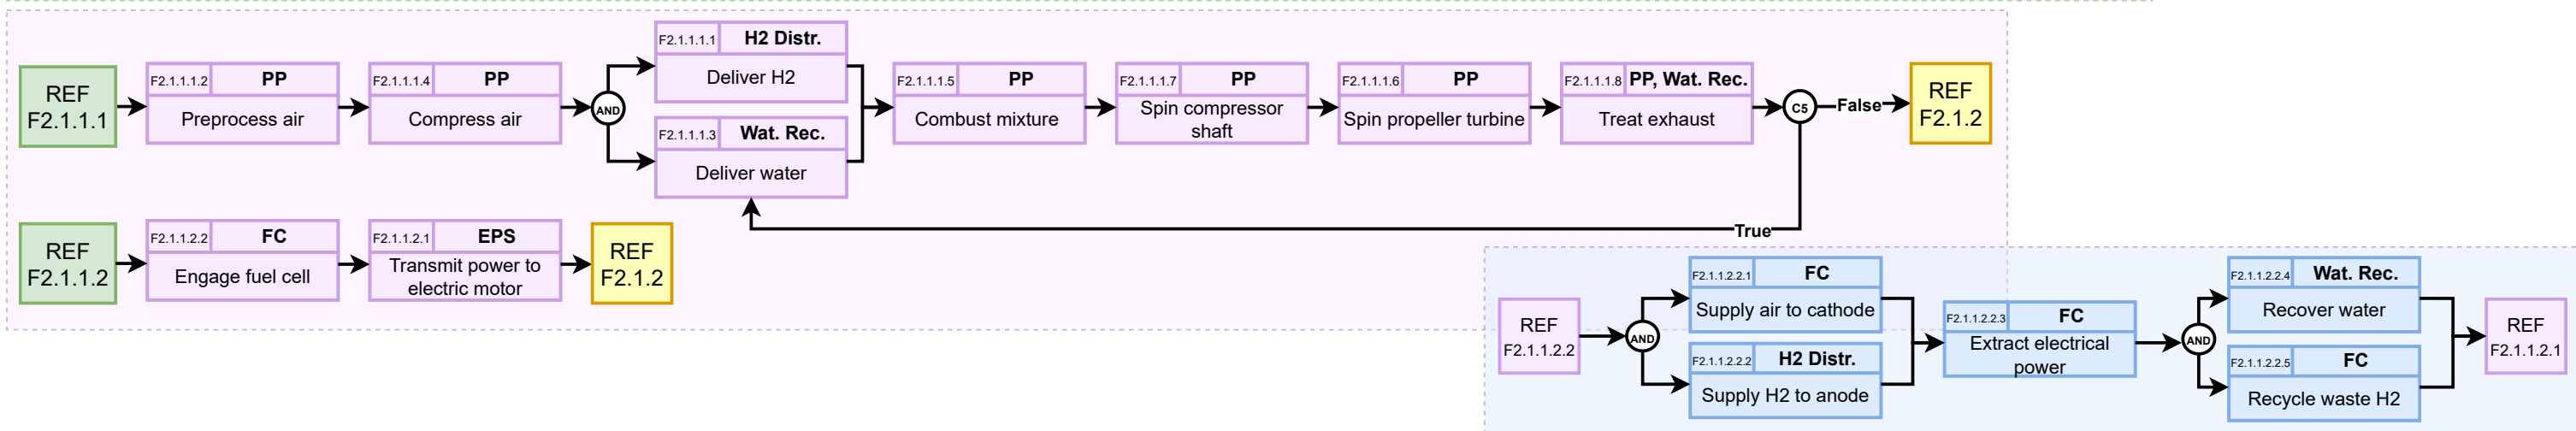 REF
F2.1.1.1
F2.1.1.1.2 PP
Preprocess air
F2.1.1.1.4 PP
Compress air
AND
F2.1.1.1.1 H2 Distr.
Deliver H2
F2.1.1.1.3 Wat. Rec.
Deliver water
F2.1.1.1.5 PP
Combust mixture
F2.1.1.1.7 PP
Spin compressor
shaft
F2.1.1.1.6 PP
Spin propeller turbine
F2.1.1.1.8 PP, Wat. Rec.
Treat exhaust
C5
False
REF
F2.1.2
True
REF
F2.1.1.2
F2.1.1.2.2 FC
Engage fuel cell
F2.1.1.2.1 EPS
Transmit power to
electric motor
REF
F2.1.2
REF
F2.1.1.2.2
AND
F2.1.1.2.2.1 FC
Supply air to cathode
F2.1.1.2.2.2 H2 Distr.
Supply H2 to anode
F2.1.1.2.2.3 FC
Extract electrical
power
AND
F2.1.1.2.2.4 Wat. Rec.
Recover water
F2.1.1.2.2.5 FC
Recycle waste H2
REF
F2.1.1.2.1